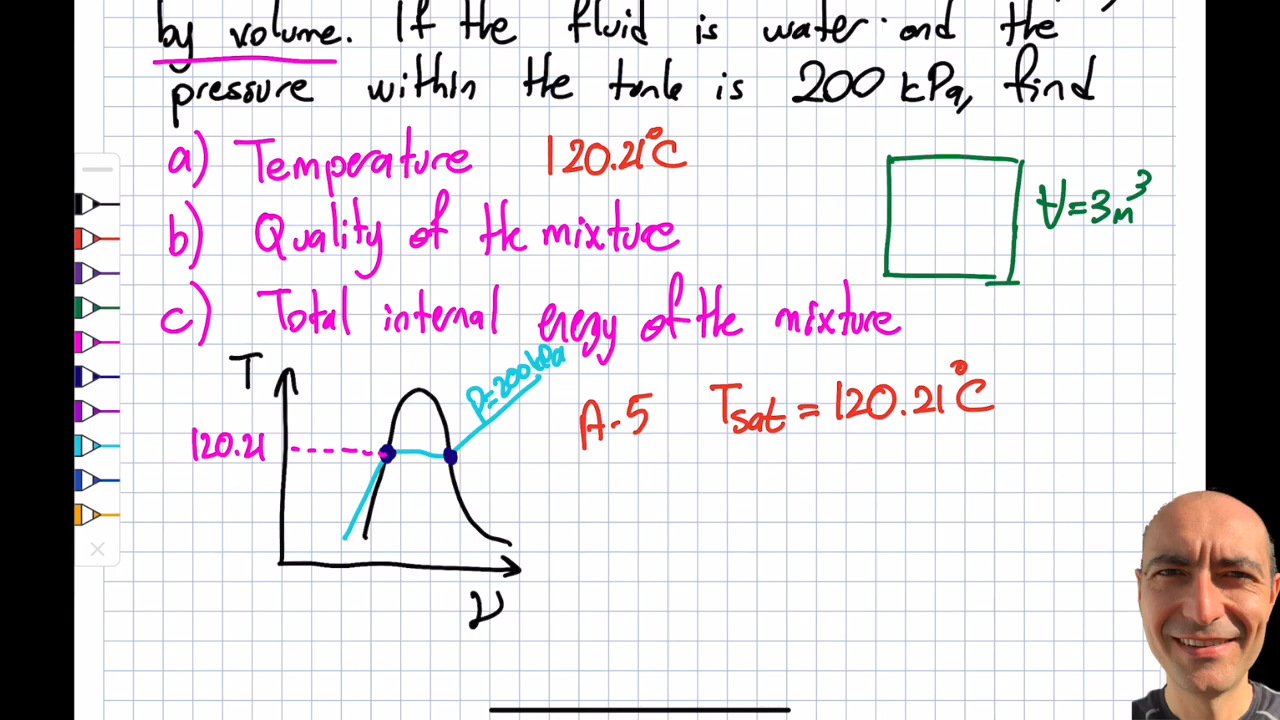 by volume. If the fluid is water and the
pressure within the tank is 200 kPa, find
a) Temperature 120.21°C
b) Quality of the mixture
V=3m³
c) Total internal energy of the mixture
T
P=200kPa
120.21
A-5 Tsat = 120.21°C
ν